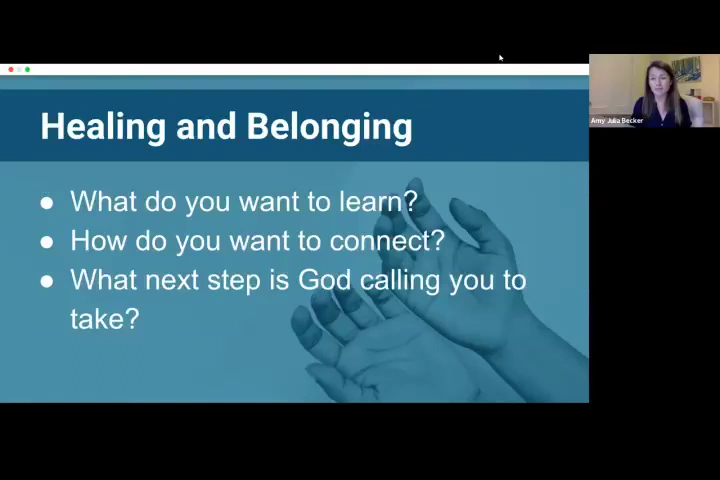 Healing and Belonging
● What do you want to learn?
● How do you want to connect?
● What next step is God calling you to
take?
Amy Julia Becker